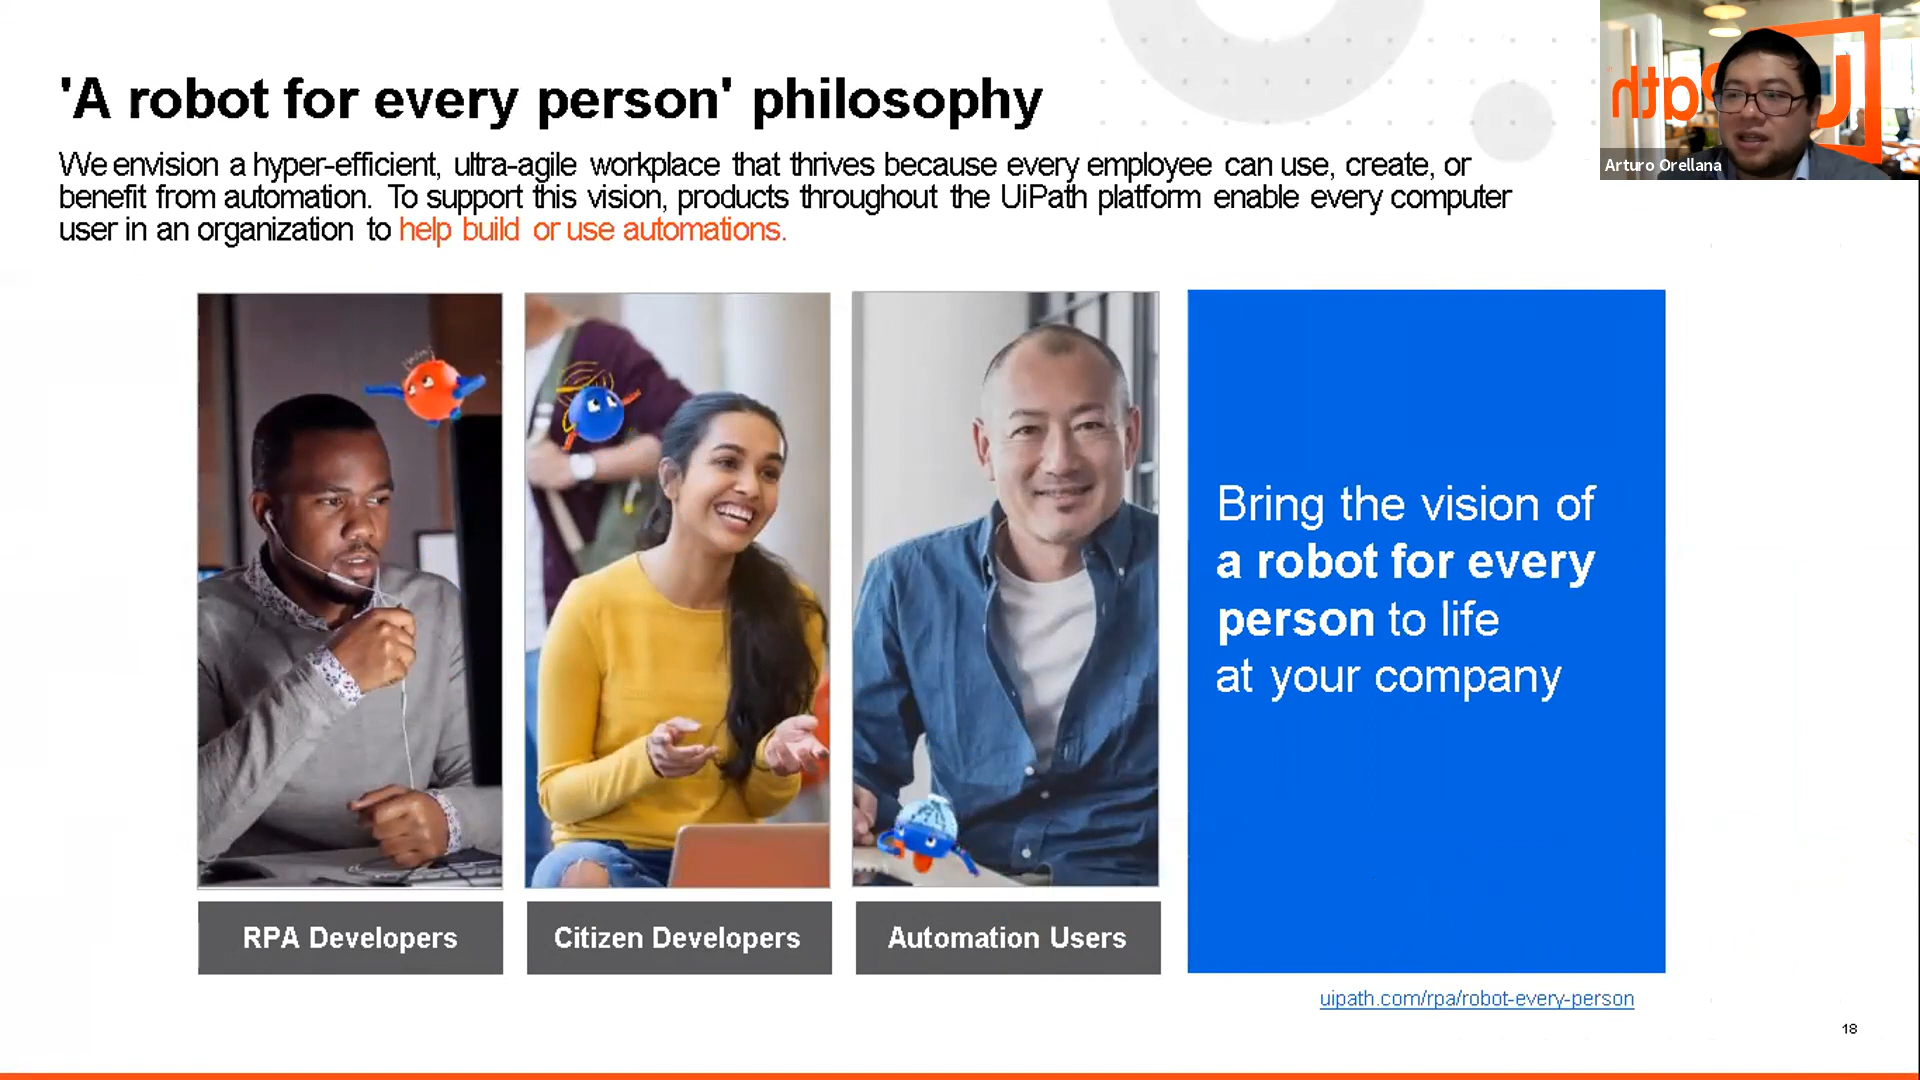 'A robot for every person' philosophy
We envision a hyper-efficient, ultra-agile workplace that thrives because every employee can use, create, or
benefit from automation. To support this vision, products throughout the UiPath platform enable every computer
user in an organization to help build or use automations.
Arturo Orellana
Bring the vision of
a robot for every
person to life
at your company
RPA Developers
Citizen Developers
Automation Users
uipath.com/rpa/robot-every-person
18